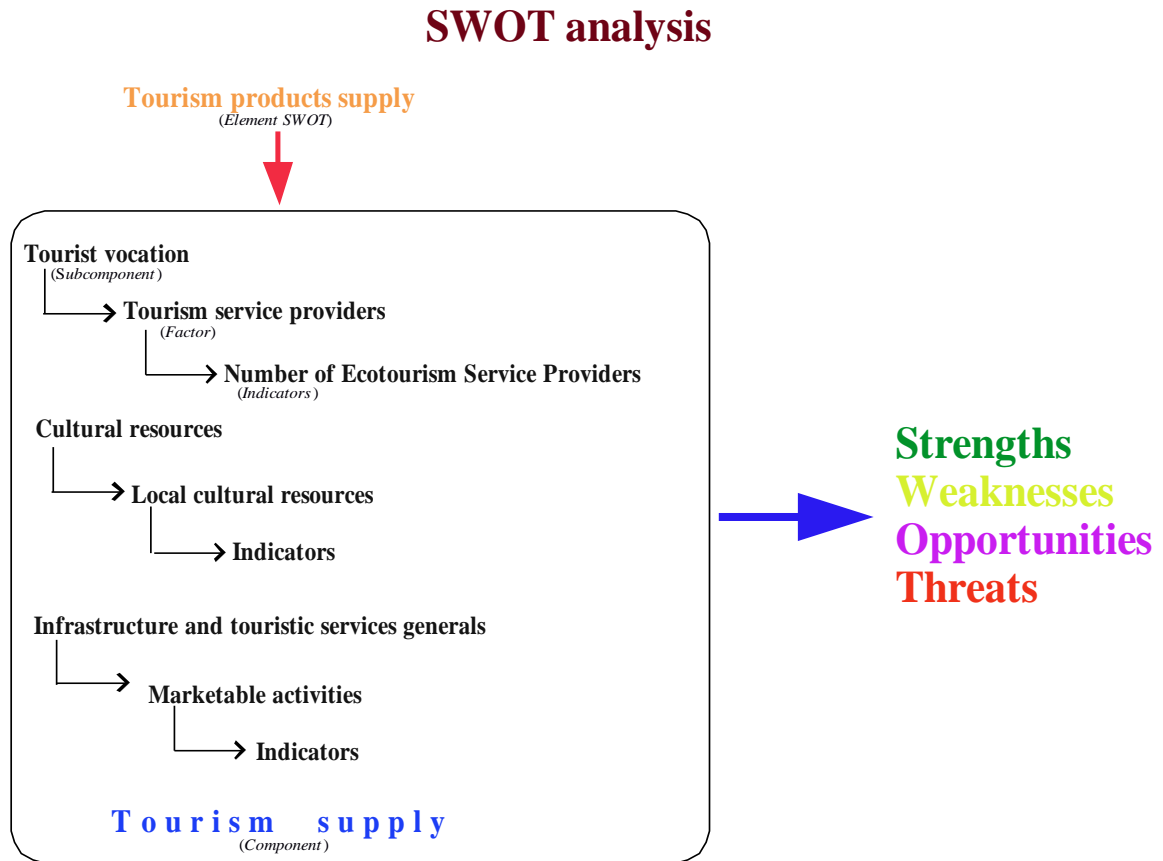 SWOT analysis
Tourism products supply
(Element SWOT)
Tourist vocation
(Subcomponent)
Tourism service providers
(Factor)
Number of Ecotourism Service Providers
(Indicators)
Cultural resources
Local cultural resources
Indicators
Infrastructure and touristic services generals
Marketable activities
Indicators
Tourism supply
(Component)
Strengths
Weaknesses
Opportunities
Threats